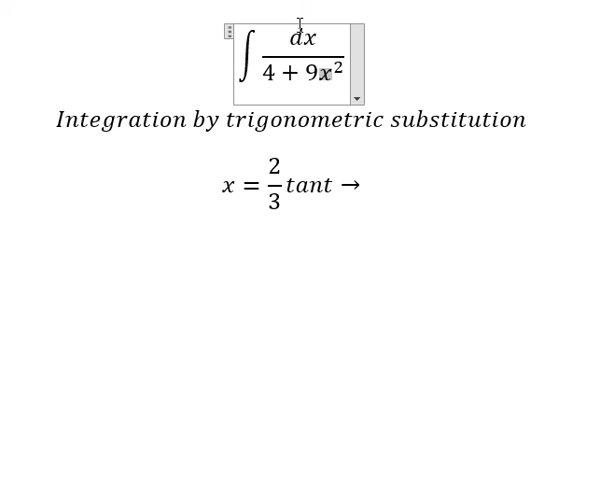 ∫ dx / (4 + 9x²)
Integration by trigonometric substitution
x = 2/3 tant →